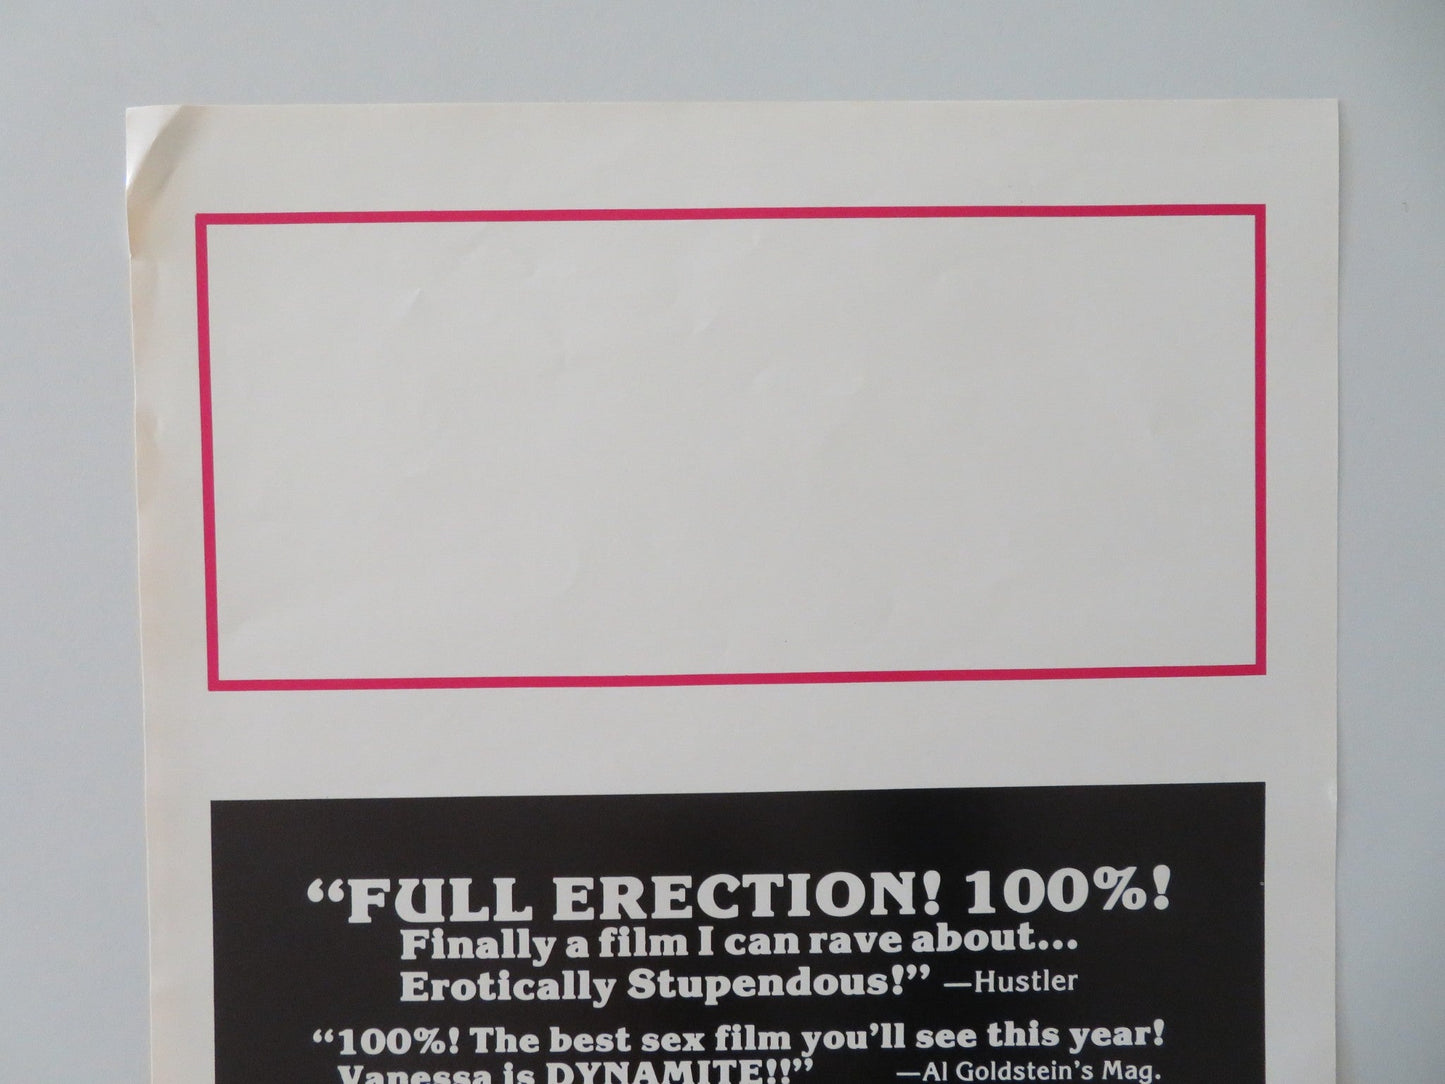 “FULL ERECTION! 100%!
Finally a film I can rave about...
Erotically Stupendous!” —Hustler
“100%! The best sex film you’ll see this year!
Vanessa is DYNAMITE!!” —Al Goldstein’s Mag.